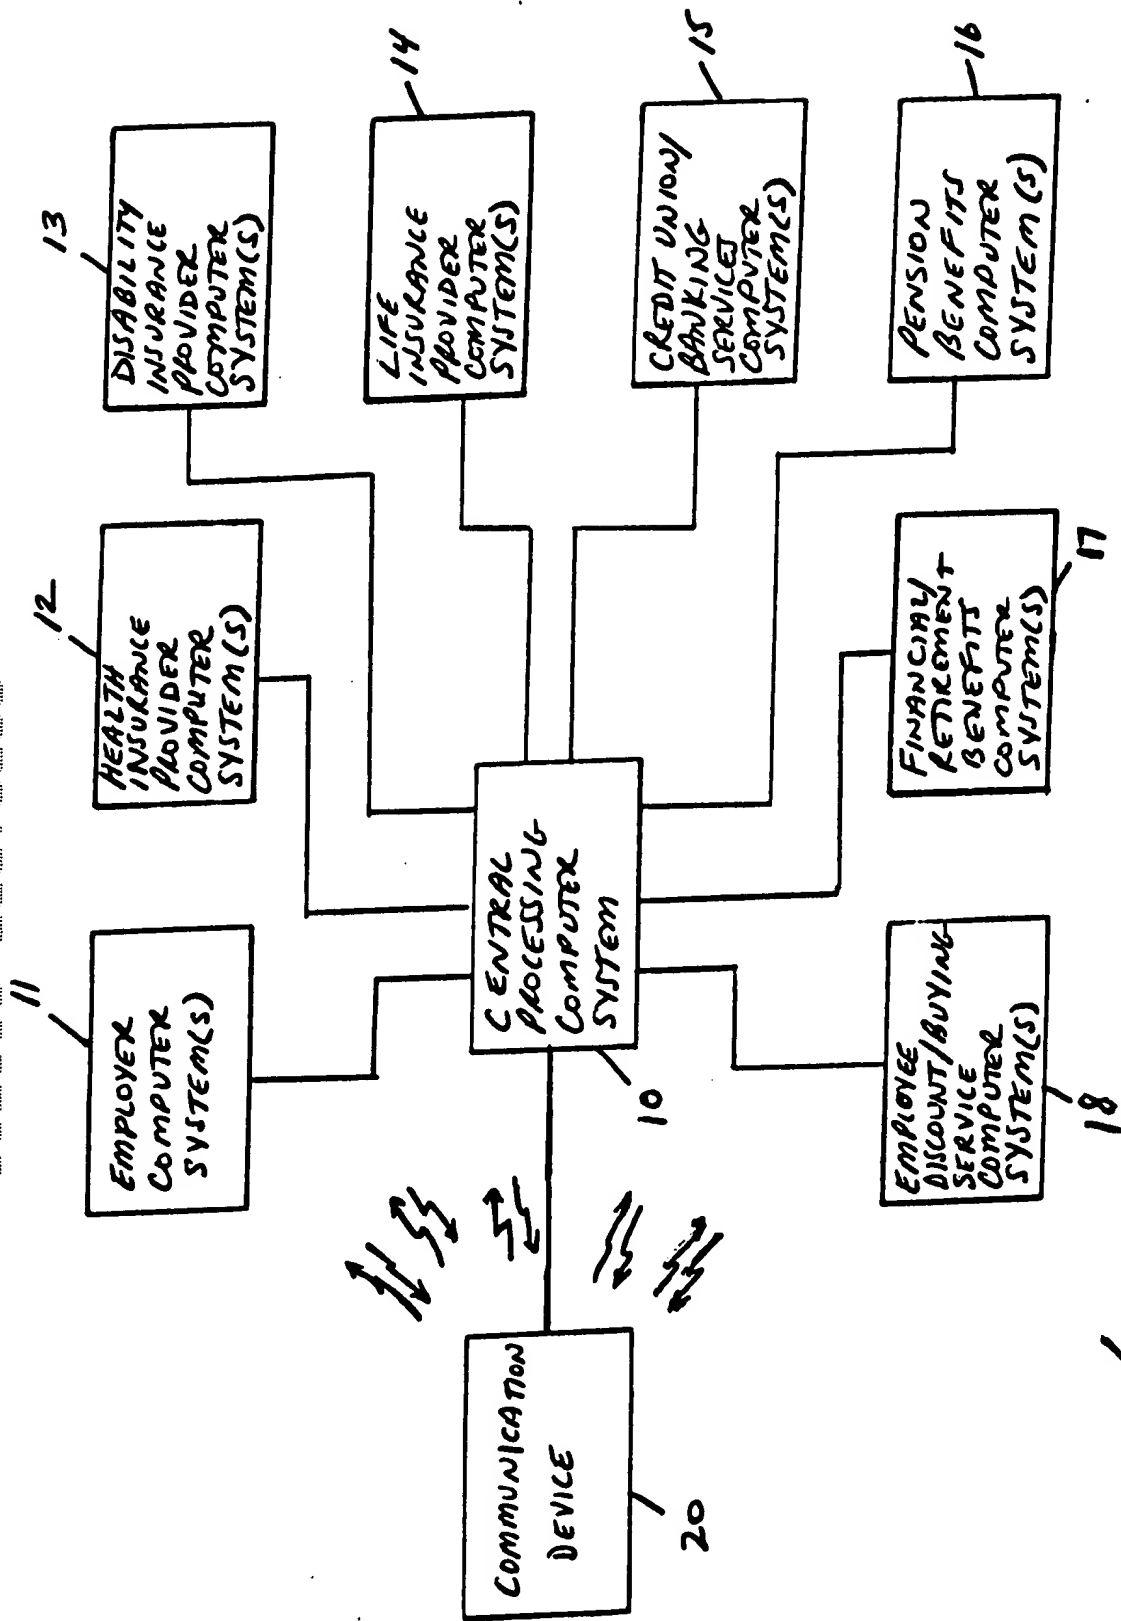 11
EMPLOYER
COMPUTER
SYSTEM(S)
12
HEALTH
INSURANCE
PROVIDER
COMPUTER
SYSTEM(S)
13
DISABILITY
INSURANCE
PROVIDER
COMPUTER
SYSTEM(S)
14
LIFE
INSURANCE
PROVIDER
COMPUTER
SYSTEM(S)
15
CREDIT UNION/
BANKING
SERVICES
COMPUTER
SYSTEM(S)
16
PENSION
BENEFITS
COMPUTER
SYSTEM(S)
17
FINANCIAL/
RETIREMENT
BENEFITS
COMPUTER
SYSTEM(S)
18
EMPLOYEE
DISCOUNT/BUYING
SERVICE
COMPUTER
SYSTEM(S)
CENTRAL
PROCESSING
COMPUTER
SYSTEM
10
COMMUNICATION
DEVICE
20